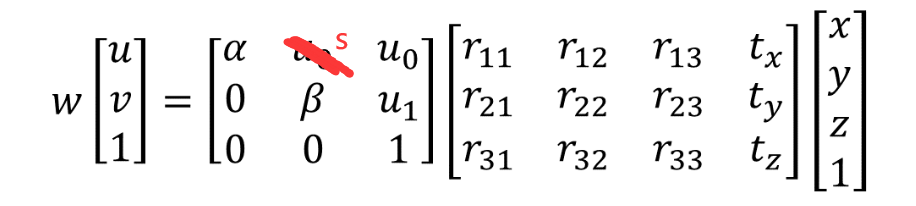 w [u v 1] = [α u₀ s u₀ 0 β u₁ 0 0 1] [r₁₁ r₁₂ r₁₃ tₓ r₂₁ r₂₂ r₂₃ t_y r₃₁ r₃₂ r₃₃ t_z] [x y z 1]